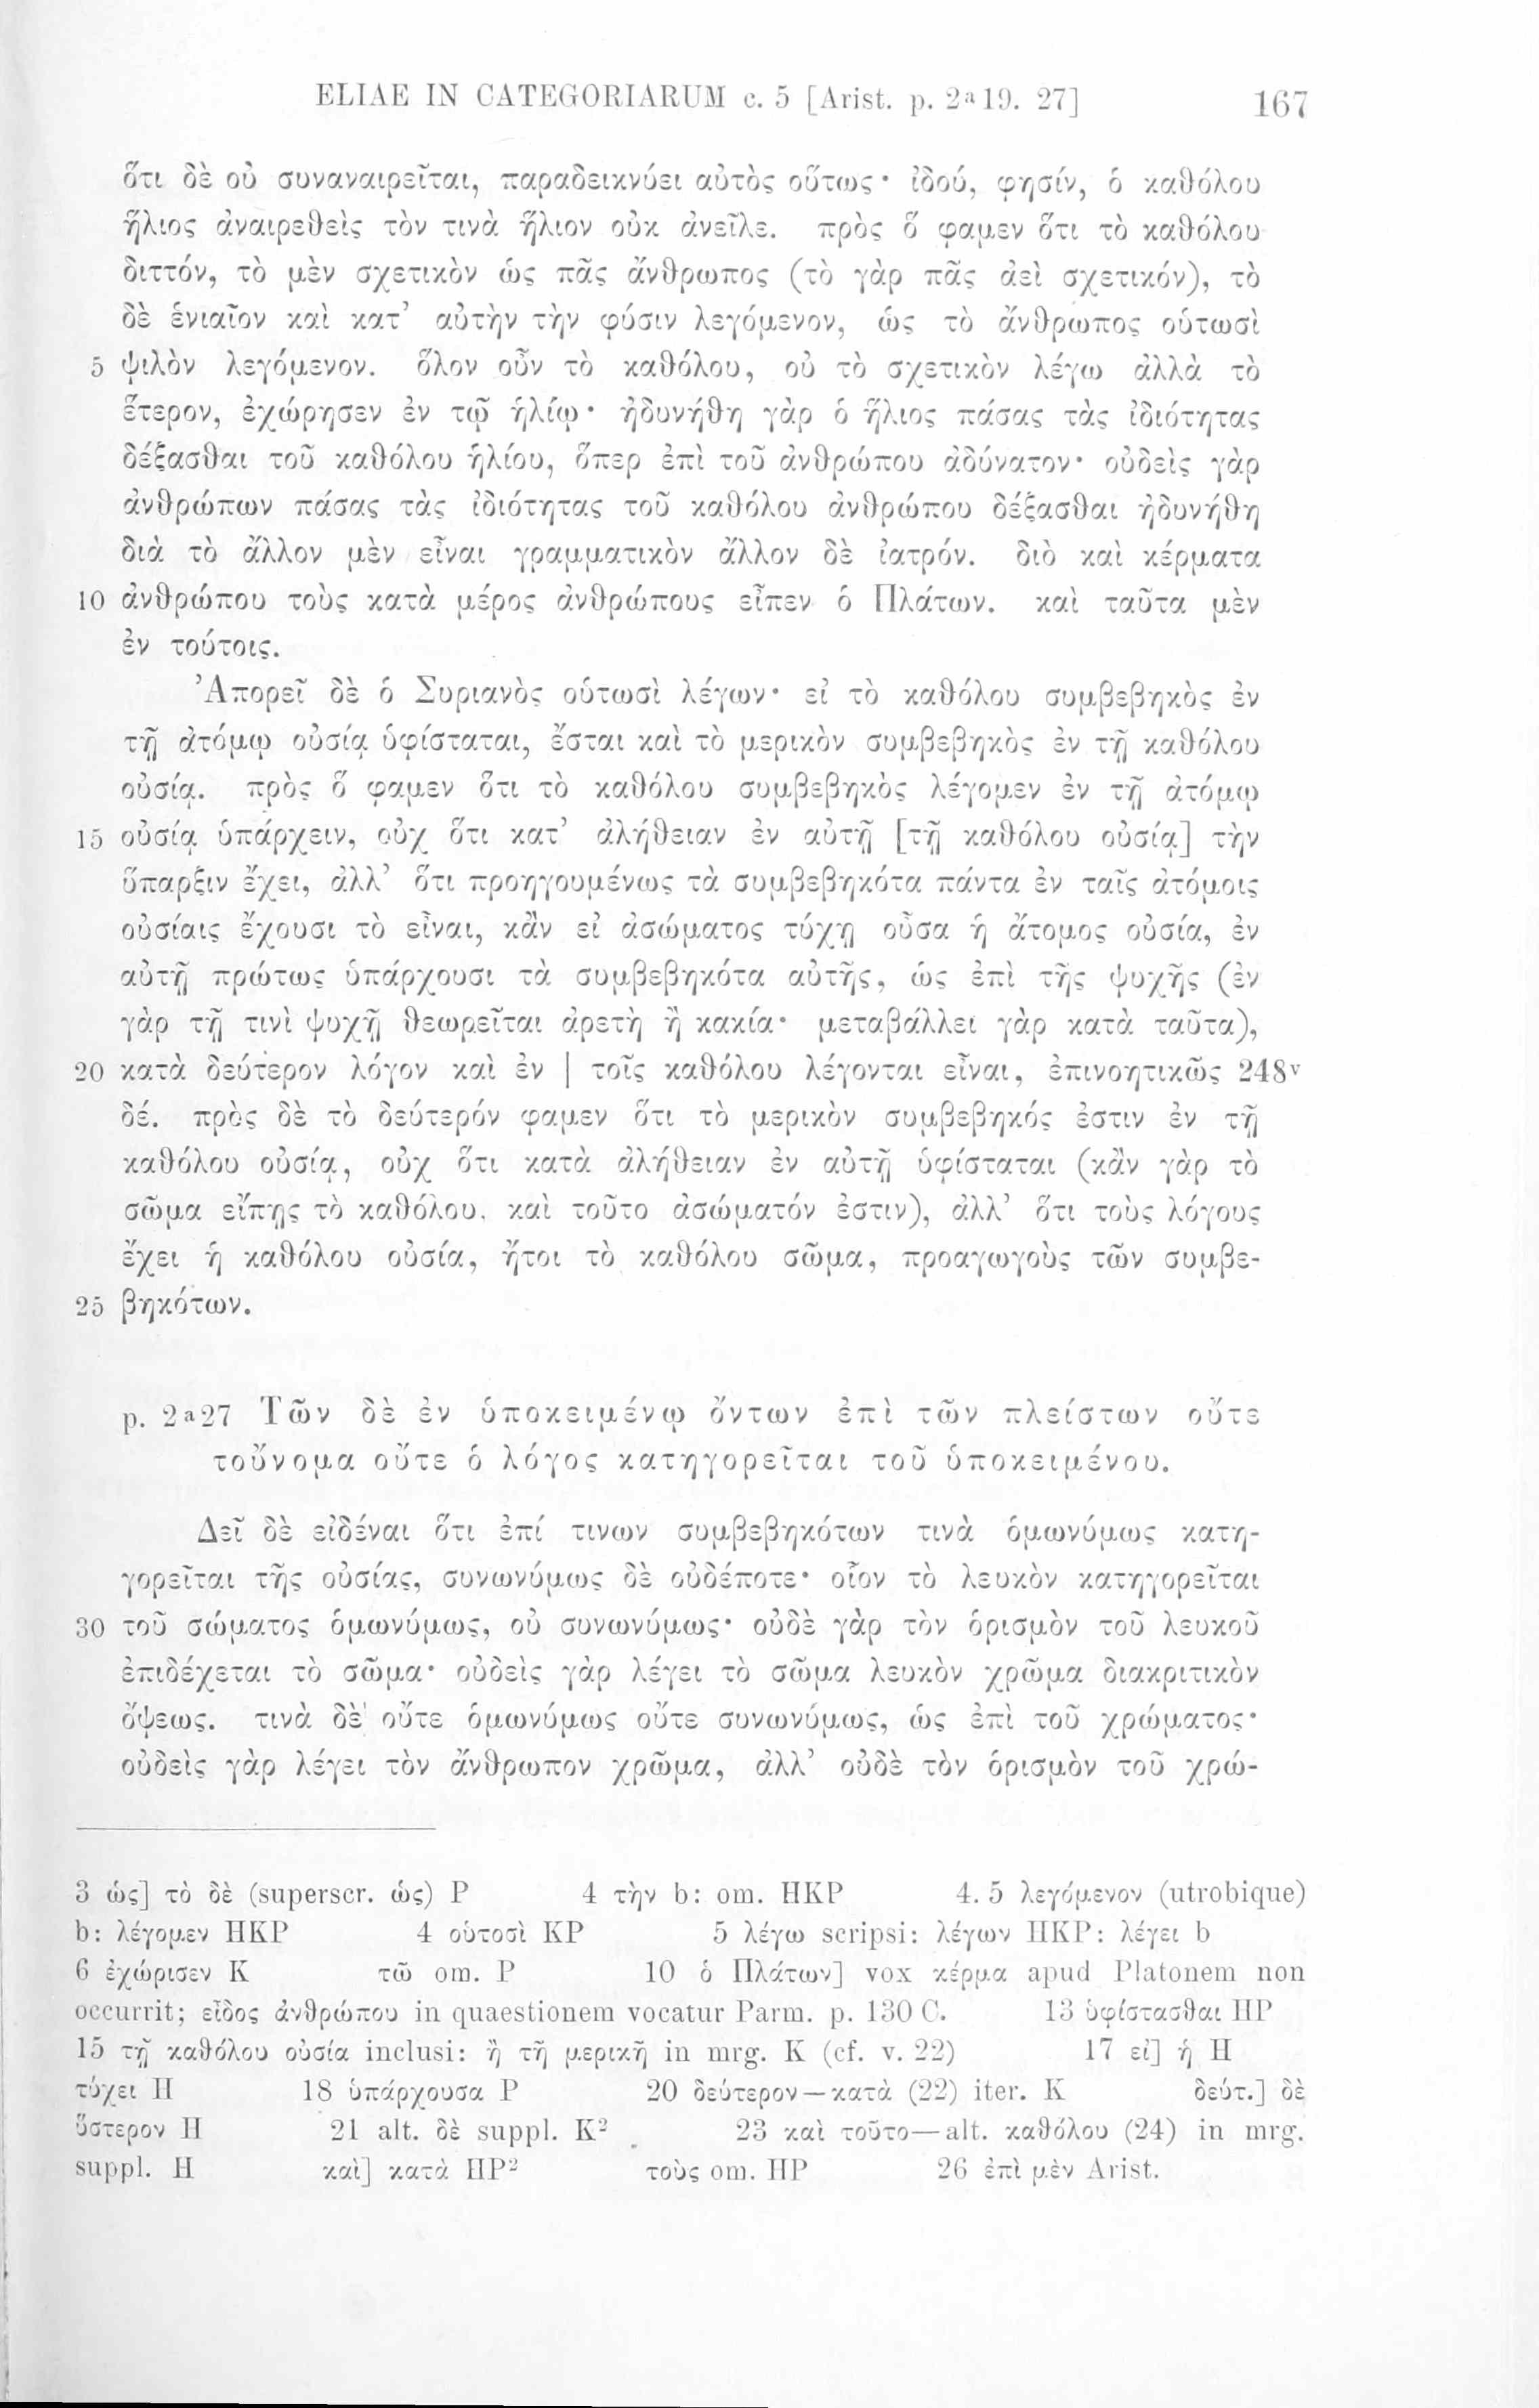 ELIAE IN CATEGORIARUM c. 5 [Arist. p. 2ᵃ19. 27] 167
ὅτι δὲ οὐ συναναιρεῖται, παραδεικνύει αὐτὸς οὕτως· ἰδού, φησίν, ὁ καθόλου
ἥλιος ἀναιρεθεὶς τὸν τινὰ ἥλιον οὐκ ἀνεῖλε. πρὸς ὅ φαμεν ὅτι τὸ καθόλου
διττόν, τὸ μὲν σχετικὸν ὡς πᾶς ἄνθρωπος (τὸ γὰρ πᾶς ἀεὶ σχετικόν), τὸ
δὲ ἑνιαῖον καὶ κατ’ αὐτὴν τὴν φύσιν λεγόμενον, ὡς τὸ ἄνθρωπος οὑτωσὶ
5 ψιλὸν λεγόμενον. ὅλον οὖν τὸ καθόλου, οὐ τὸ σχετικὸν λέγω ἀλλὰ τὸ
ἕτερον, ἐχώρησεν ἐν τῷ ἡλίῳ· ἠδυνήθη γὰρ ὁ ἥλιος πάσας τὰς ἰδιότητας
δέξασθαι τοῦ καθόλου ἡλίου, ὅπερ ἐπὶ τοῦ ἀνθρώπου ἀδύνατον· οὐδεὶς γὰρ
ἀνθρώπων πάσας τὰς ἰδιότητας τοῦ καθόλου ἀνθρώπου δέξασθαι ἠδυνήθη
διὰ τὸ ἄλλον μὲν εἶναι γραμματικὸν ἄλλον δὲ ἰατρόν. διὸ καὶ κέρματα
10 ἀνθρώπου τοὺς κατὰ μέρος ἀνθρώπους εἶπεν ὁ Πλάτων. καὶ ταῦτα μὲν
ἐν τούτοις.
Ἀπορεῖ δὲ ὁ Συριανὸς οὑτωσὶ λέγων· εἰ τὸ καθόλου συμβεβηκὸς ἐν
τῇ ἀτόμῳ οὐσίᾳ ὑφίσταται, ἔσται καὶ τὸ μερικὸν συμβεβηκὸς ἐν τῇ καθόλου
οὐσίᾳ. πρὸς ὅ φαμεν ὅτι τὸ καθόλου συμβεβηκὸς λέγομεν ἐν τῇ ἀτόμῳ
15 οὐσίᾳ ὑπάρχειν, οὐχ ὅτι κατ’ ἀλήθειαν ἐν αὐτῇ [τῇ καθόλου οὐσίᾳ] τὴν
ὕπαρξιν ἔχει, ἀλλ’ ὅτι προηγουμένως τὰ συμβεβηκότα πάντα ἐν ταῖς ἀτόμοις
οὐσίαις ἔχουσι τὸ εἶναι, κἂν εἰ ἀσώματος τύχῃ οὖσα ἡ ἄτομος οὐσία, ἐν
αὐτῇ πρώτως ὑπάρχουσι τὰ συμβεβηκότα αὐτῆς, ὡς ἐπὶ τῆς ψυχῆς (ἐν
γὰρ τῇ τινὶ ψυχῇ θεωρεῖται ἀρετὴ ἢ κακία· μεταβάλλει γὰρ κατὰ ταῦτα),
20 κατὰ δεύτερον λόγον καὶ ἐν | τοῖς καθόλου λέγονται εἶναι, ἐπινοητικῶς 248ᵛ
δέ. πρὸς δὲ τὸ δεύτερόν φαμεν ὅτι τὸ μερικὸν συμβεβηκός ἐστιν ἐν τῇ
καθόλου οὐσίᾳ, οὐχ ὅτι κατὰ ἀλήθειαν ἐν αὐτῇ ὑφίσταται (κἂν γὰρ τὸ
σῶμα εἴπῃς τὸ καθόλου, καὶ τοῦτο ἀσώματόν ἐστιν), ἀλλ’ ὅτι τοὺς λόγους
ἔχει ἡ καθόλου οὐσία, ἤτοι τὸ καθόλου σῶμα, προαγωγοὺς τῶν συμβε-
25 βηκότων.
p. 2ᵃ27 Τῶν δὲ ἐν ὑποκειμένῳ ὄντων ἐπὶ τῶν πλείστων οὔτε
τοὔνομα οὔτε ὁ λόγος κατηγορεῖται τοῦ ὑποκειμένου.
Δεῖ δὲ εἰδέναι ὅτι ἐπί τινων συμβεβηκότων τινὰ ὁμωνύμως κατη-
γορεῖται τῆς οὐσίας, συνωνύμως δὲ οὐδέποτε· οἷον τὸ λευκὸν κατηγορεῖται
30 τοῦ σώματος ὁμωνύμως, οὐ συνωνύμως· οὐδὲ γὰρ τὸν ὁρισμὸν τοῦ λευκοῦ
ἐπιδέχεται τὸ σῶμα· οὐδεὶς γὰρ λέγει τὸ σῶμα λευκὸν χρῶμα διακριτικὸν
ὄψεως. τινὰ δὲ οὔτε ὁμωνύμως οὔτε συνωνύμως, ὡς ἐπὶ τοῦ χρώματος·
οὐδεὶς γὰρ λέγει τὸν ἄνθρωπον χρῶμα, ἀλλ’ οὐδὲ τὸν ὁρισμὸν τοῦ χρώ-
3 ὡς] τὸ δὲ (superscr. ὡς) P 4 τὴν b: om. HKP 4. 5 λεγόμενον (utrobique)
b: λέγομεν HKP 4 οὑτοσὶ KP 5 λέγω scripsi: λέγων HKP: λέγει b
6 ἐχώρισεν K τῶ om. P 10 ὁ Πλάτων] vox κέρμα apud Platonem non
occurrit; εἶδος ἀνθρώπου in quaestionem vocatur Parm. p. 130 C. 13 ὑφίστασθαι HP
15 τῇ καθόλου οὐσία inclusi: ἢ τῆ μερικῆ in mrg. K (cf. v. 22) 17 εἰ] ἡ H
τύχει H 18 ὑπάρχουσα P 20 δεύτερον—κατὰ (22) iter. K δεύτ.] δὲ
ὕστερον H 21 alt. δὲ suppl. K² 23 καὶ τοῦτο—alt. καθόλου (24) in mrg.
suppl. H καὶ] κατὰ HP² τοὺς om. HP 26 ἐπὶ μὲν Arist.